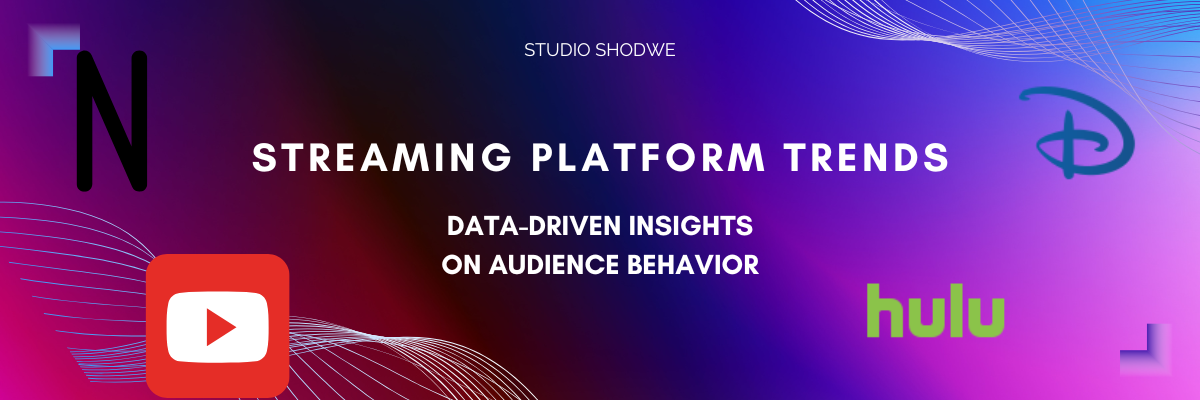 STUDIO SHODWE
N
STREAMING PLATFORM TRENDS
D
DATA-DRIVEN INSIGHTS
ON AUDIENCE BEHAVIOR
hulu